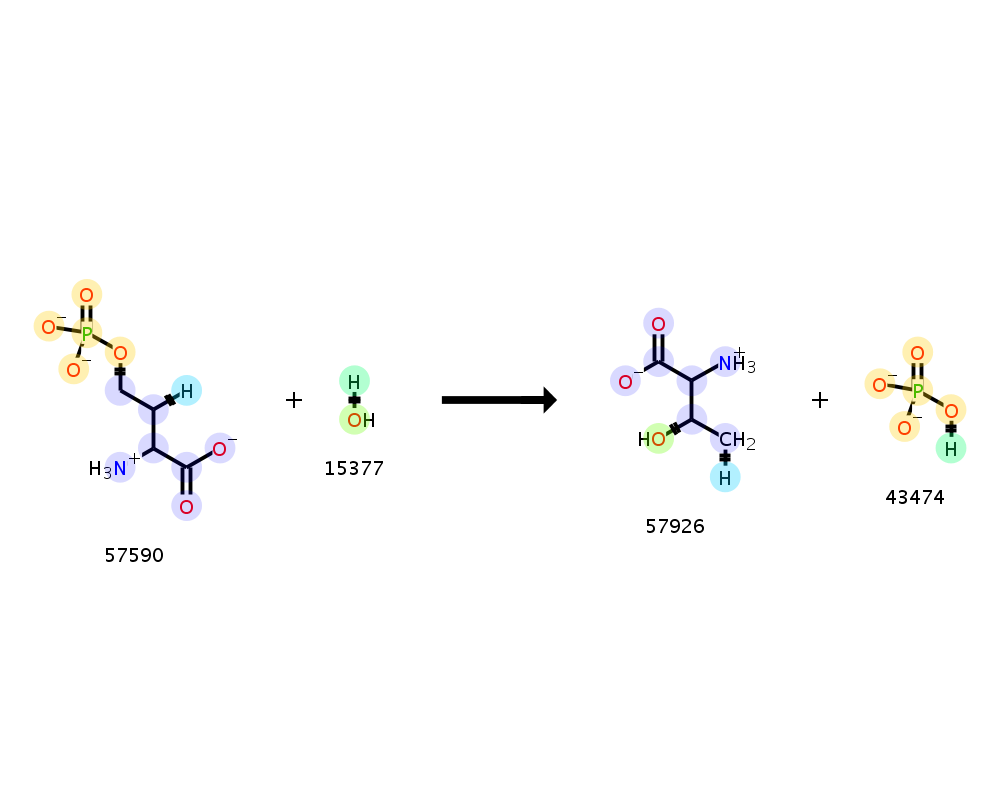 O
O⁻
P
O
O⁻
H
H₃N⁺
O⁻
O
57590
+
H
OH
15377
O
O⁻
NH₃⁺
HO
CH₂
H
57926
+
O
O⁻
P
O
O⁻
H
43474